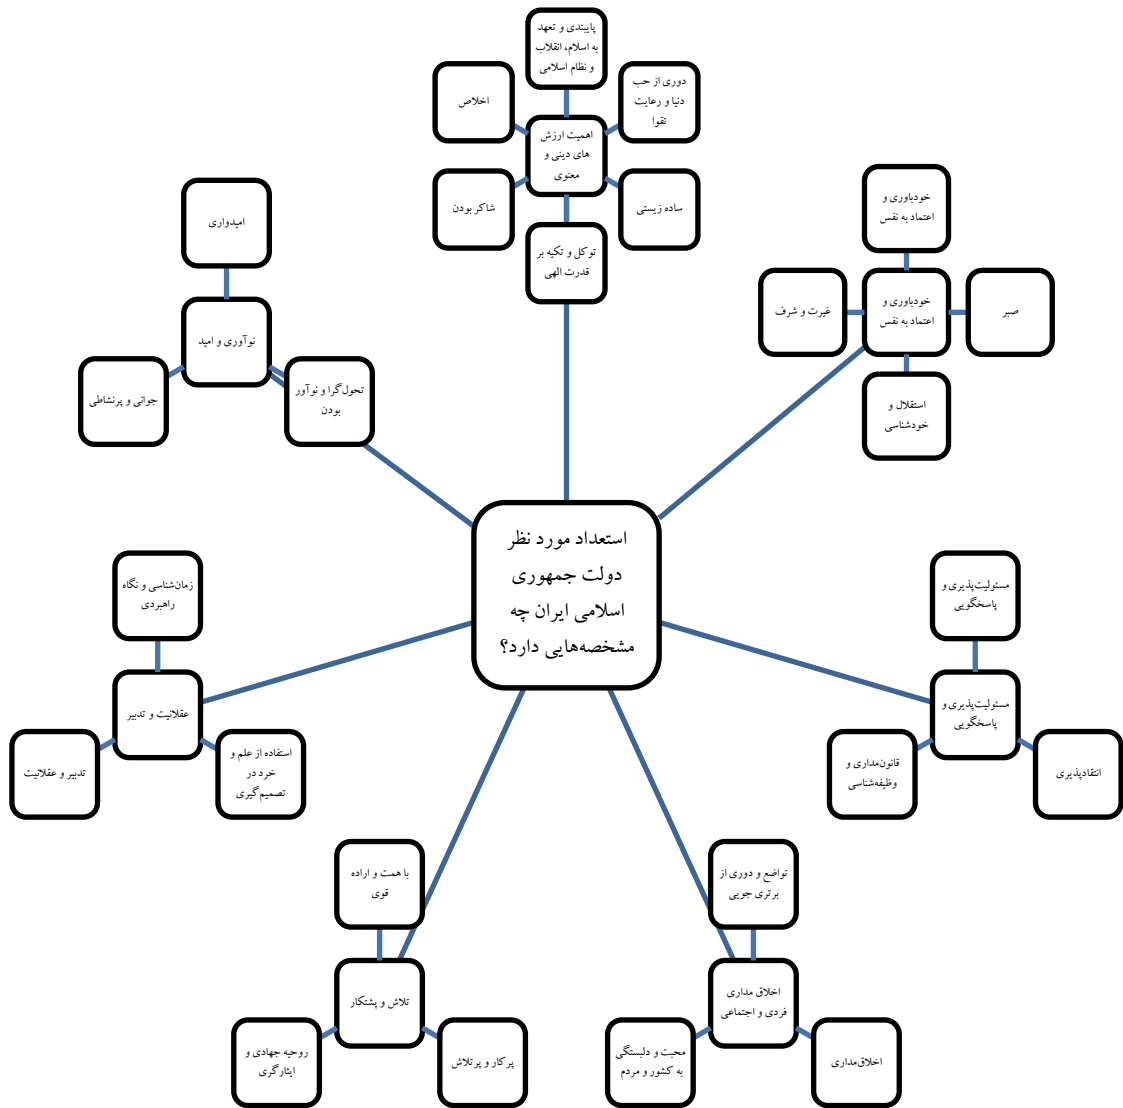 پایبندی و تعهد
به اسلام، انقلاب
و نظام اسلامی
دوری از حب
دنیا و رعایت
تقوا
اخلاص
اهمیت ارزش
های دینی و
معنوی
ساده زیستی
شاکر بودن
توکل و تکیه بر
قدرت الهی
خودباوری و
اعتماد به نفس
خودباوری و
اعتماد به نفس
صبر
غیرت و شرف
استقلال و
خودشناسی
امیدواری
نوآوری و امید
تحول‌گرا و نوآور
بودن
جوانی و پرنشاطی
استعداد مورد نظر
دولت جمهوری
اسلامی ایران چه
مشخصه‌هایی دارد؟
مسئولیت‌پذیری و
پاسخگویی
مسئولیت‌پذیری و
پاسخگویی
انتقادپذیری
قانون‌مداری و
وظیفه‌شناسی
زمان‌شناسی و نگاه
راهبردی
عقلانیت و تدبیر
استفاده از علم و
خرد در
تصمیم‌گیری
تدبیر و عقلانیت
تواضع و دوری از
برتری جویی
اخلاق مداری
فردی و اجتماعی
اخلاق‌مداری
محبت و دلبستگی
به کشور و مردم
با همت و اراده
قوی
تلاش و پشتکار
پرکار و پرتلاش
روحیه جهادی و
ایثارگری